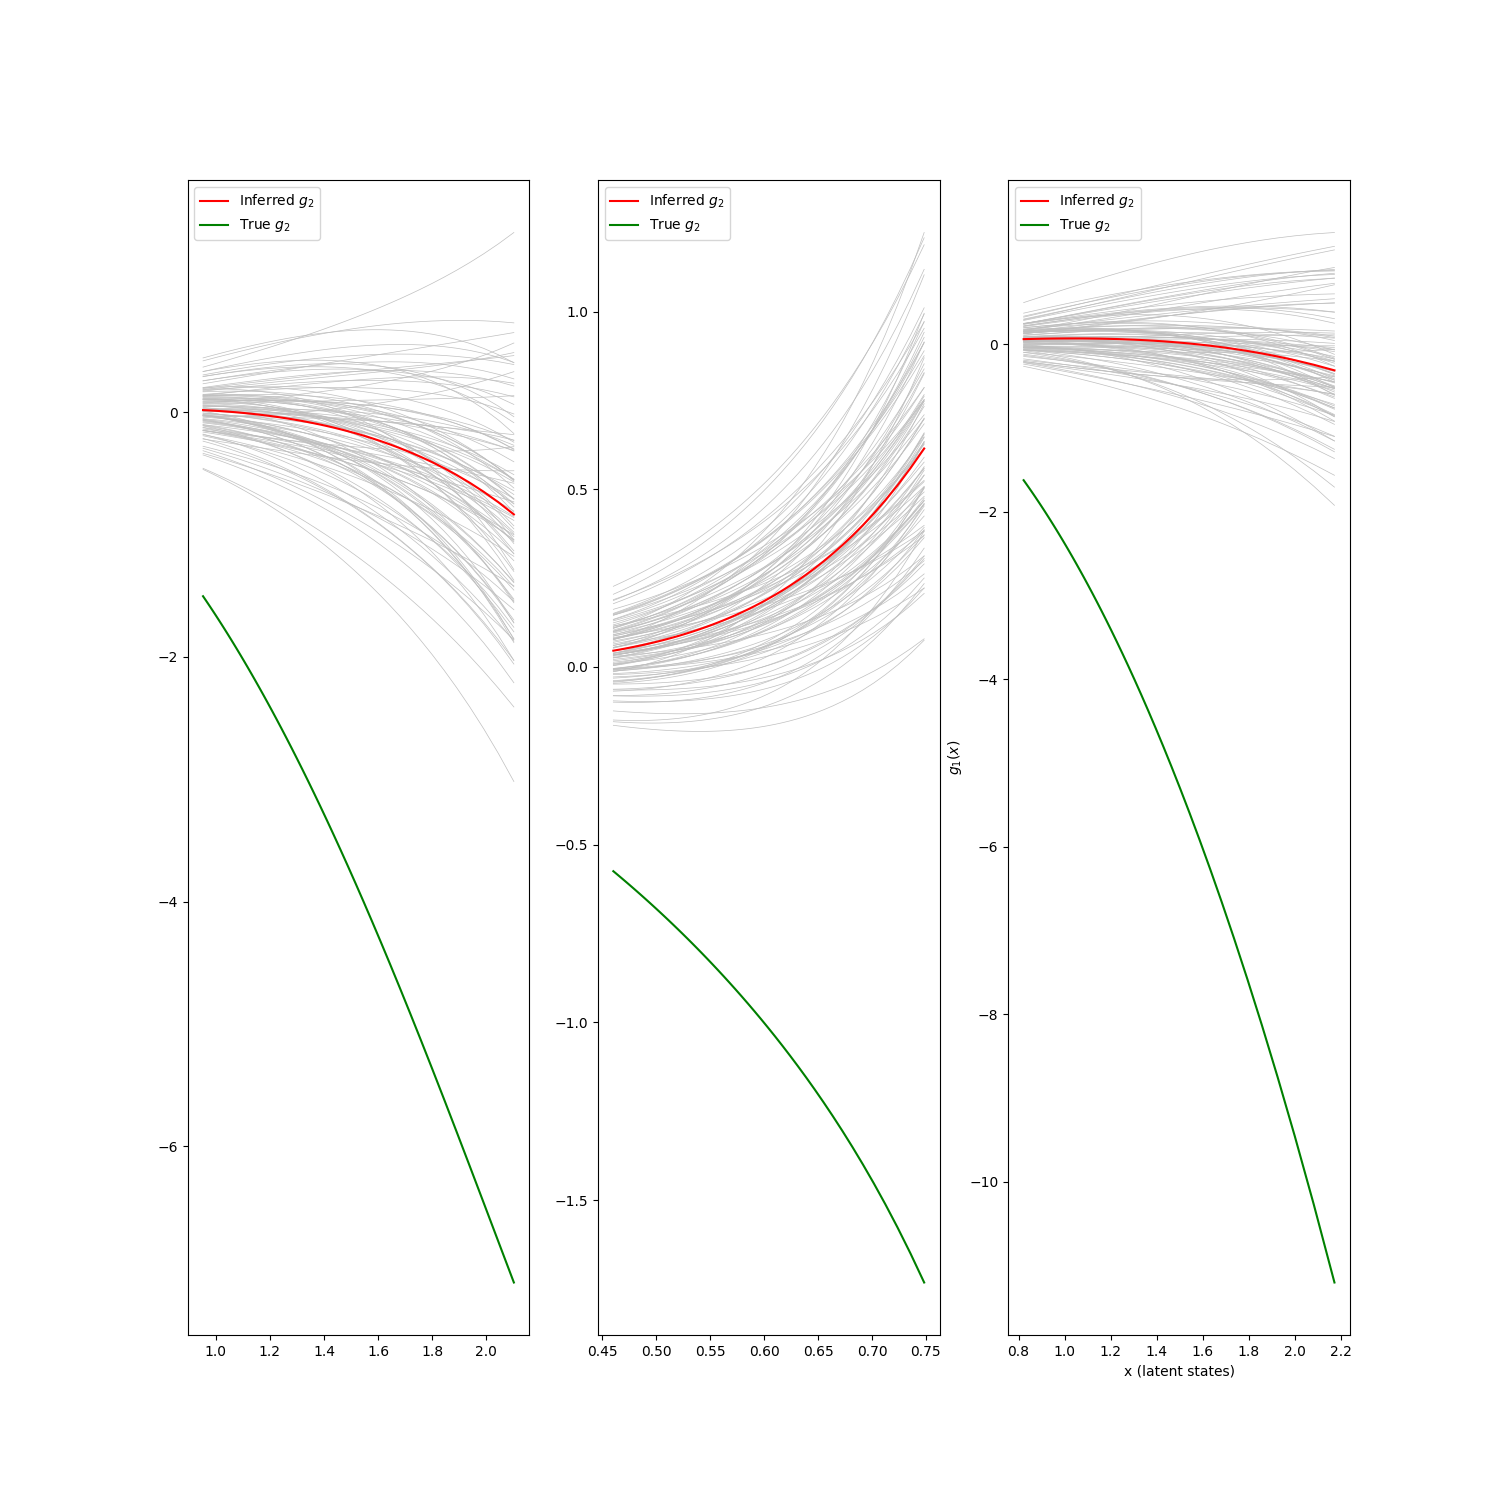 Inferred g₂
True g₂
0
−2
−4
−6
1.0 1.2 1.4 1.6 1.8 2.0
Inferred g₂
True g₂
1.0
0.5
0.0
−0.5
−1.0
−1.5
0.45 0.50 0.55 0.60 0.65 0.70 0.75
g₁(x)
Inferred g₂
True g₂
0
−2
−4
−6
−8
−10
0.8 1.0 1.2 1.4 1.6 1.8 2.0 2.2
x (latent states)